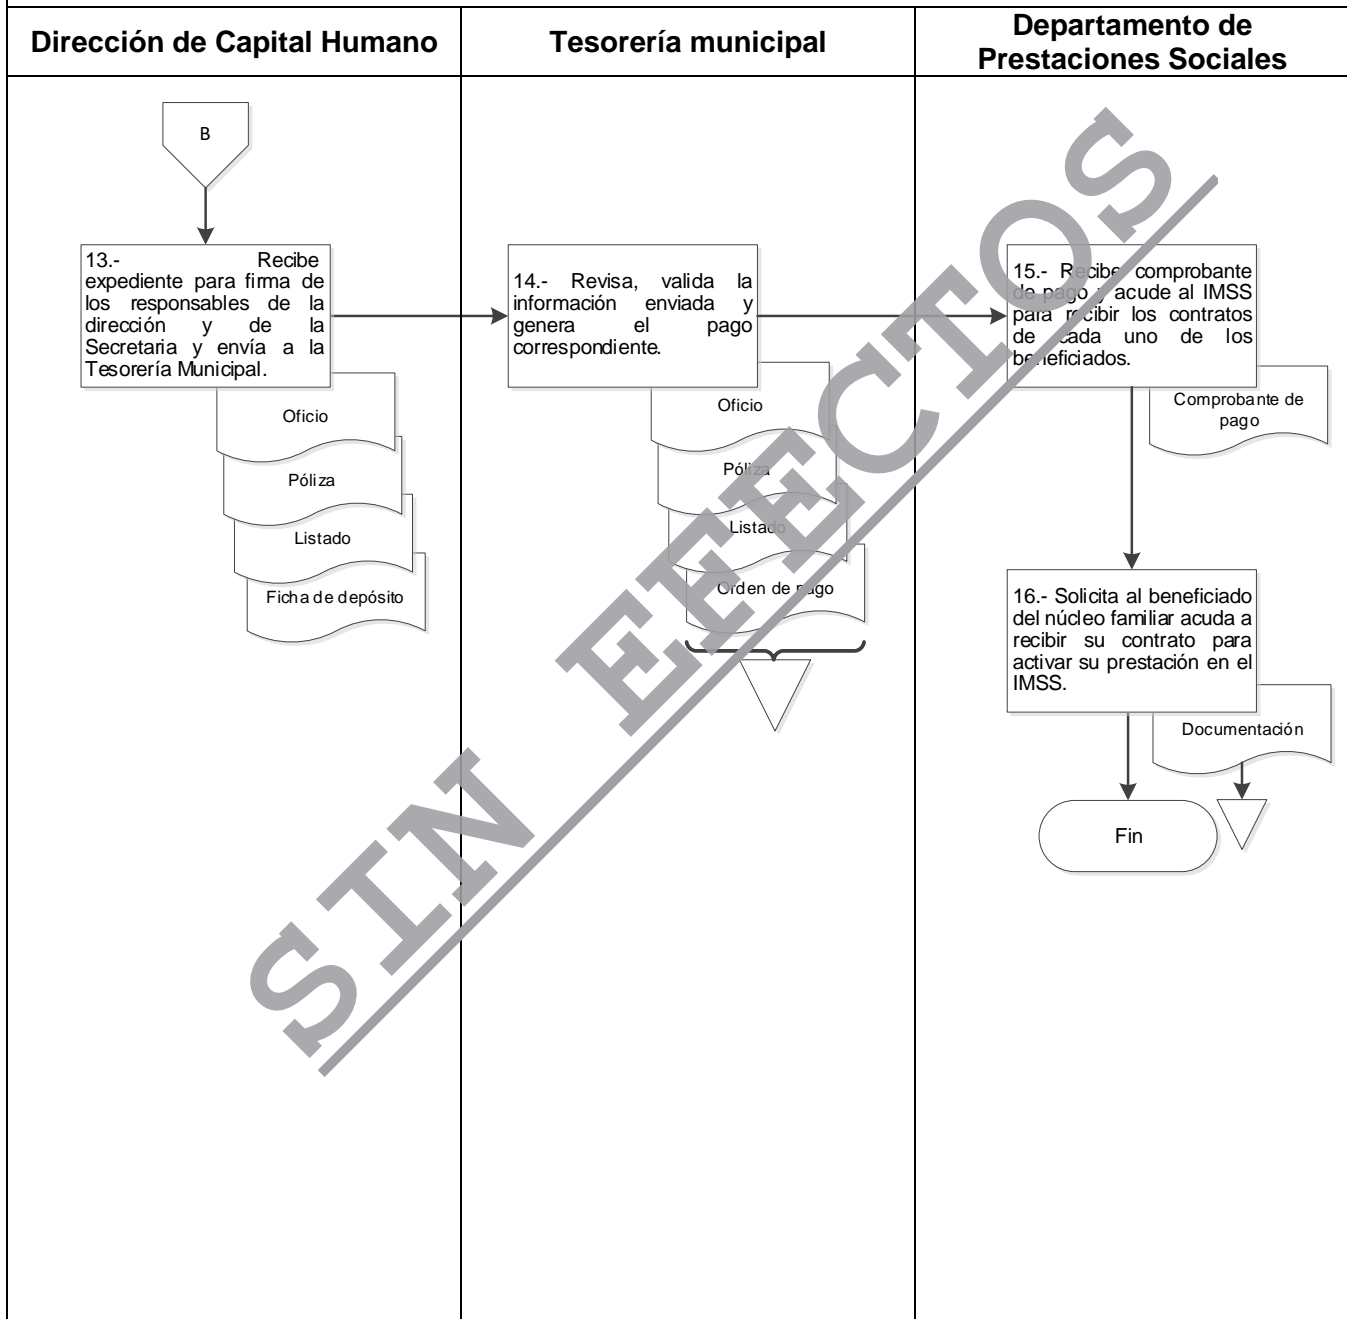 Dirección de Capital Humano
Tesorería municipal
Departamento de
Prestaciones Sociales
B
13.- Recibe
expediente para firma de
los responsables de la
dirección y de la
Secretaria y envía a la
Tesorería Municipal.
Oficio
Póliza
Listado
Ficha de depósito
14.- Revisa, valida la
información enviada y
genera el pago
correspondiente.
Oficio
Póliza
Listado
Orden de pago
15.- Recibe comprobante
de pago y acude al IMSS
para recibir los contratos
de cada uno de los
beneficiados.
Comprobante de
pago
16.- Solicita al beneficiado
del núcleo familiar acuda a
recibir su contrato para
activar su prestación en el
IMSS.
Documentación
Fin
SIN EFECTOS